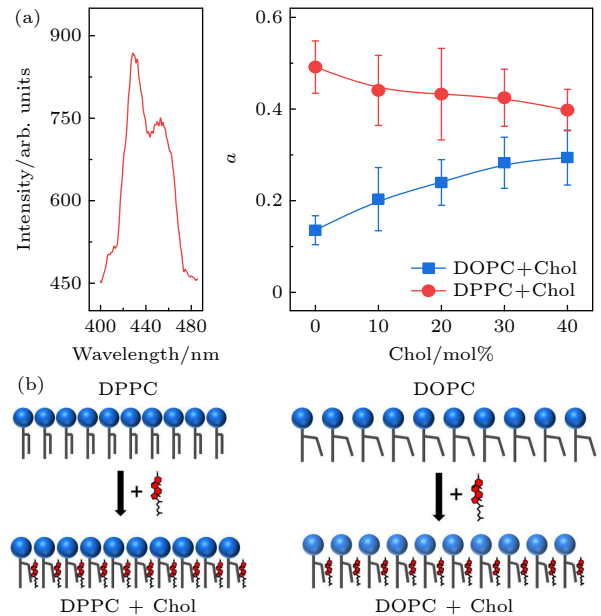 (a)
900
750
600
450
Intensity/arb. units
400 440 480
Wavelength/nm
0.6
0.4
0.2
0
a
DOPC+Chol
DPPC+Chol
0 10 20 30 40
Chol/mol%
(b)
DPPC DOPC
+ +
DPPC + Chol DOPC + Chol